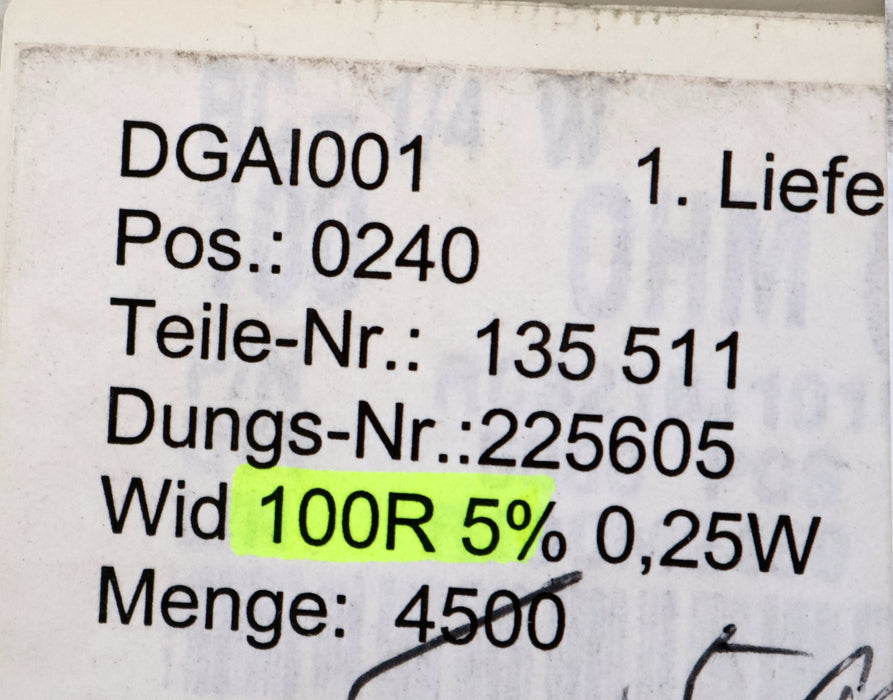 DGAI001 1. Liefe
Pos.: 0240
Teile-Nr.: 135 511
Dungs-Nr.:225605
Wid 100R 5% 0,25W
Menge: 4500